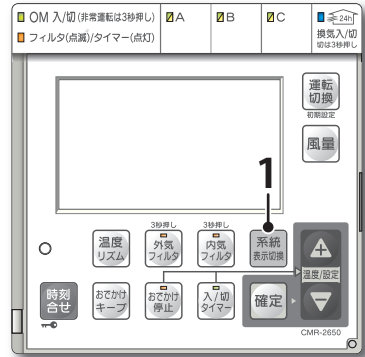 OM 入/切 (非常運転は3秒押し)
フィルタ(点滅)/タイマー(点灯)
A
B
C
24h
換気入/切
切は3秒押し
運転
切換
初期設定
風量
1
3秒押し
3秒押し
温度
リズム
外気
フィルタ
内気
フィルタ
系統
表示切換
温度/設定
時刻
合せ
おでかけ
キープ
おでかけ
停止
入/切
タイマー
確定
CMR-2650